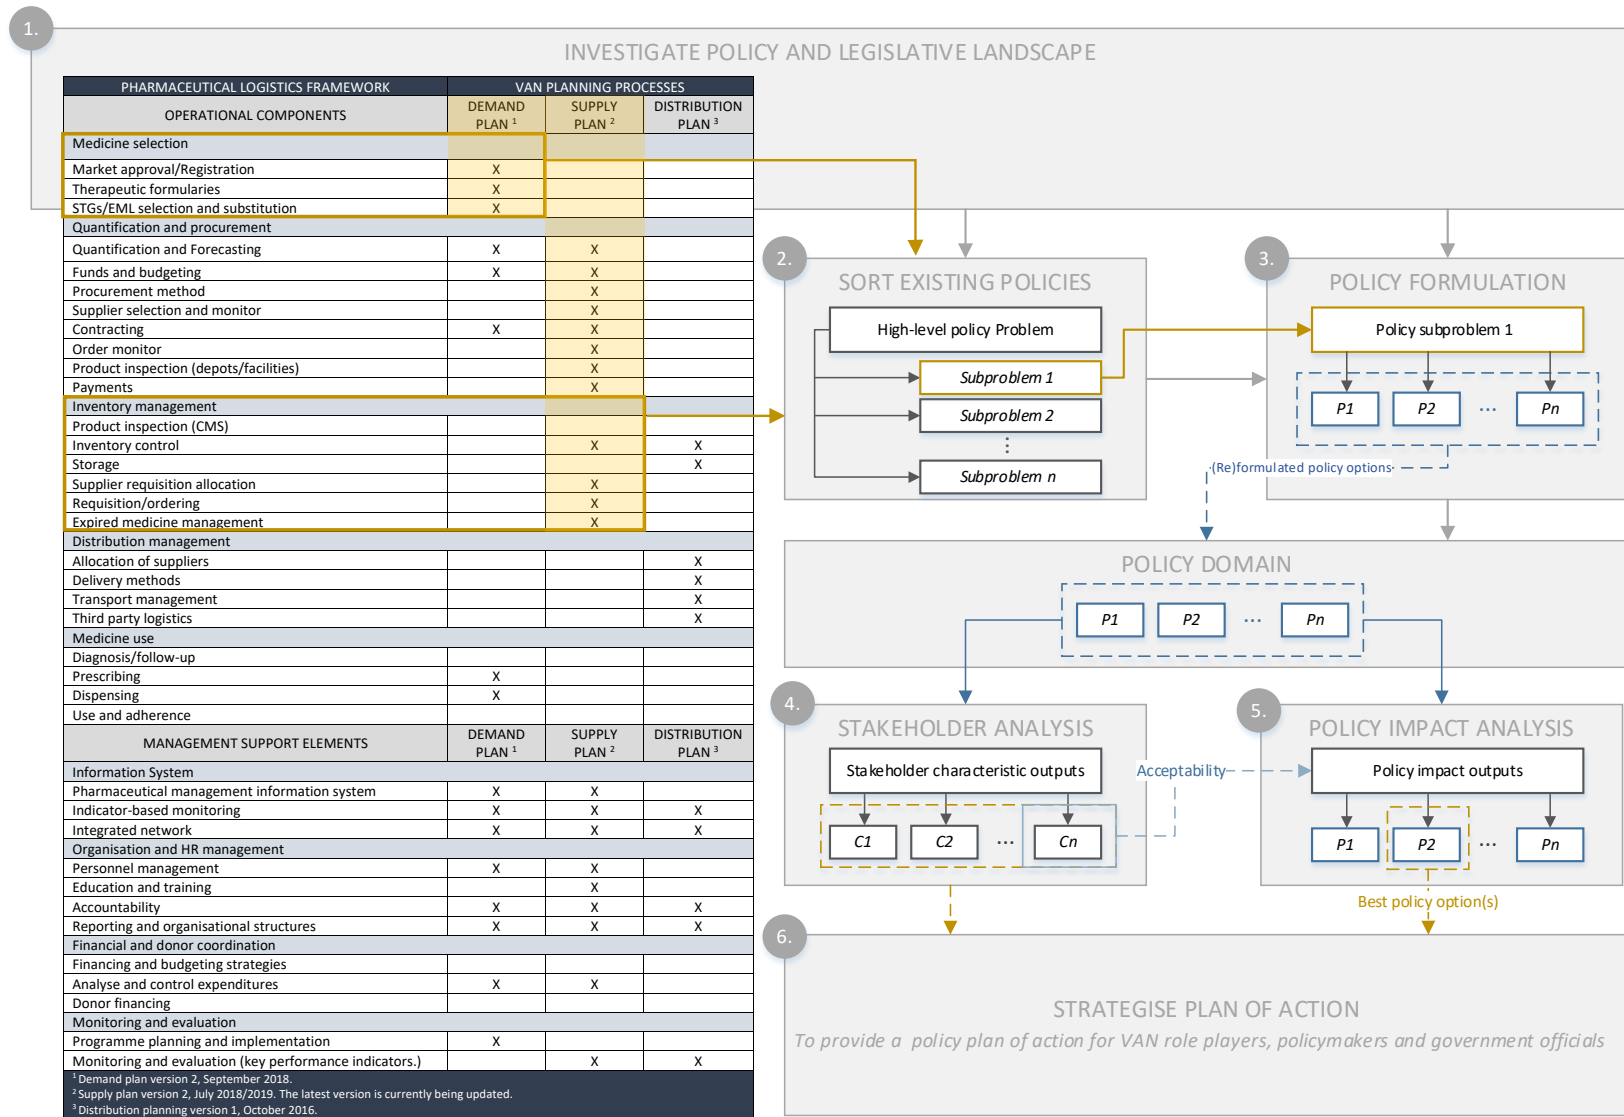 1.
INVESTIGATE POLICY AND LEGISLATIVE LANDSCAPE
PHARMACEUTICAL LOGISTICS FRAMEWORK VAN PLANNING PROCESSES
OPERATIONAL COMPONENTS DEMAND PLAN 1 SUPPLY PLAN 2 DISTRIBUTION PLAN 3
Medicine selection
Market approval/Registration X
Therapeutic formularies X
STGs/EML selection and substitution X
Quantification and procurement
Quantification and Forecasting X X
Funds and budgeting X X
Procurement method X
Supplier selection and monitor X
Contracting X X
Order monitor X
Product inspection (depots/facilities) X
Payments X
Inventory management
Product inspection (CMS)
Inventory control X X
Storage X
Supplier requisition allocation X
Requisition/ordering X
Expired medicine management X
Distribution management
Allocation of suppliers X
Delivery methods X
Transport management X
Third party logistics X
Medicine use
Diagnosis/follow-up
Prescribing X
Dispensing X
Use and adherence
MANAGEMENT SUPPORT ELEMENTS DEMAND PLAN 1 SUPPLY PLAN 2 DISTRIBUTION PLAN 3
Information System
Pharmaceutical management information system X X
Indicator-based monitoring X X X
Integrated network X X X
Organisation and HR management
Personnel management X X
Education and training X
Accountability X X X
Reporting and organisational structures X X X
Financial and donor coordination
Financing and budgeting strategies
Analyse and control expenditures X X
Donor financing
Monitoring and evaluation
Programme planning and implementation X
Monitoring and evaluation (key performance indicators.) X X
1 Demand plan version 2, September 2018.
2 Supply plan version 2, July 2018/2019. The latest version is currently being updated.
3 Distribution planning version 1, October 2016.
2.
SORT EXISTING POLICIES
High-level policy Problem
Subproblem 1
Subproblem 2
⋮
Subproblem n
3.
POLICY FORMULATION
Policy subproblem 1
P1 P2 ... Pn
(Re)formulated policy options
POLICY DOMAIN
P1 P2 ... Pn
4.
STAKEHOLDER ANALYSIS
Stakeholder characteristic outputs
C1 C2 ... Cn
Acceptability
5.
POLICY IMPACT ANALYSIS
Policy impact outputs
P1 P2 ... Pn
Best policy option(s)
6.
STRATEGISE PLAN OF ACTION
To provide a policy plan of action for VAN role players, policymakers and government officials